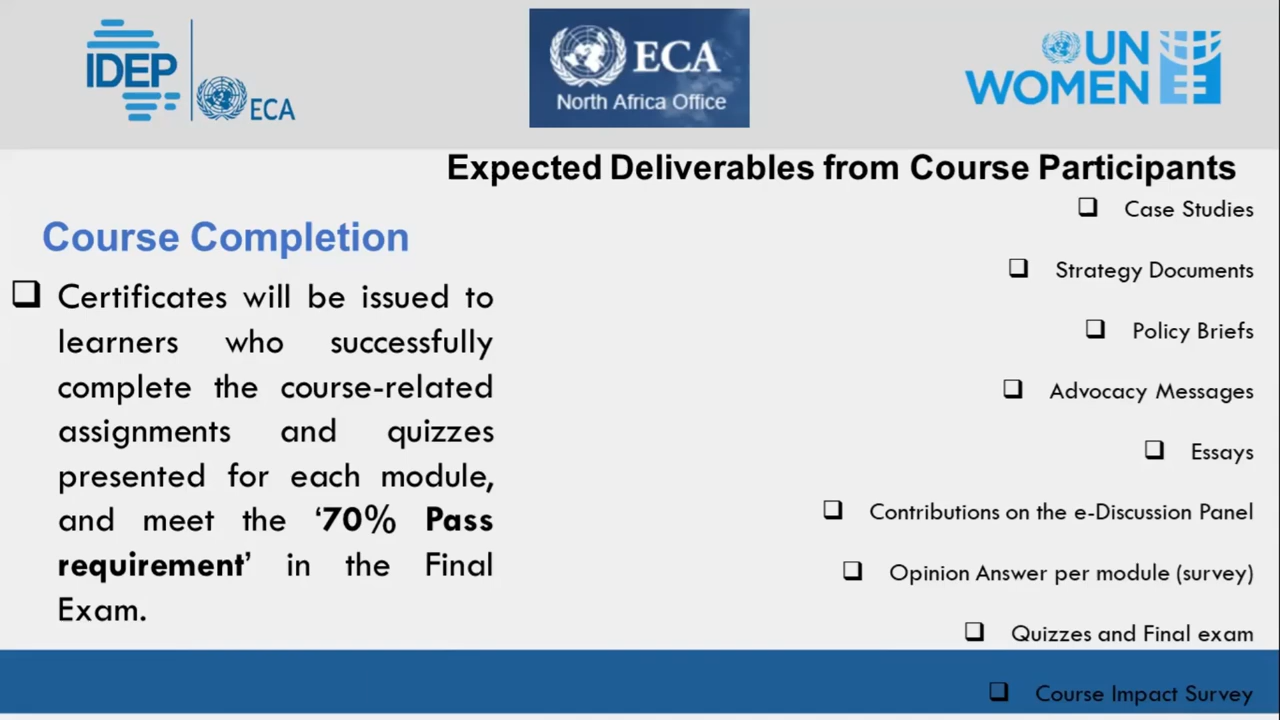 IDEP
ECA
ECA
North Africa Office
UN
WOMEN
Expected Deliverables from Course Participants
Course Completion
❑ Certificates will be issued to
learners who successfully
complete the course-related
assignments and quizzes
presented for each module,
and meet the ‘70% Pass
requirement’ in the Final
Exam.
❑ Case Studies
❑ Strategy Documents
❑ Policy Briefs
❑ Advocacy Messages
❑ Essays
❑ Contributions on the e-Discussion Panel
❑ Opinion Answer per module (survey)
❑ Quizzes and Final exam
❑ Course Impact Survey